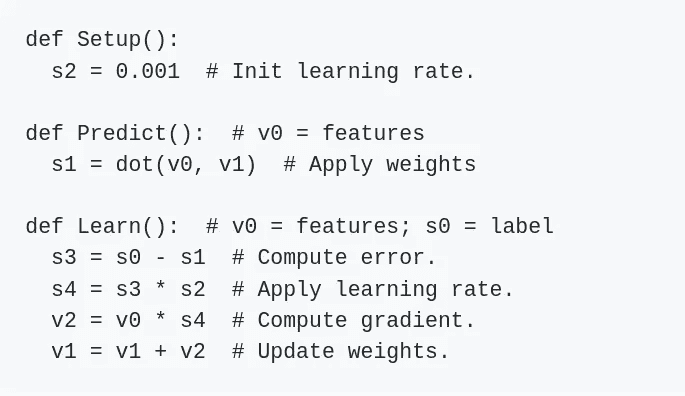 def Setup():
  s2 = 0.001  # Init learning rate.

def Predict():  # v0 = features
  s1 = dot(v0, v1)  # Apply weights

def Learn():  # v0 = features; s0 = label
  s3 = s0 - s1  # Compute error.
  s4 = s3 * s2  # Apply learning rate.
  v2 = v0 * s4  # Compute gradient.
  v1 = v1 + v2  # Update weights.